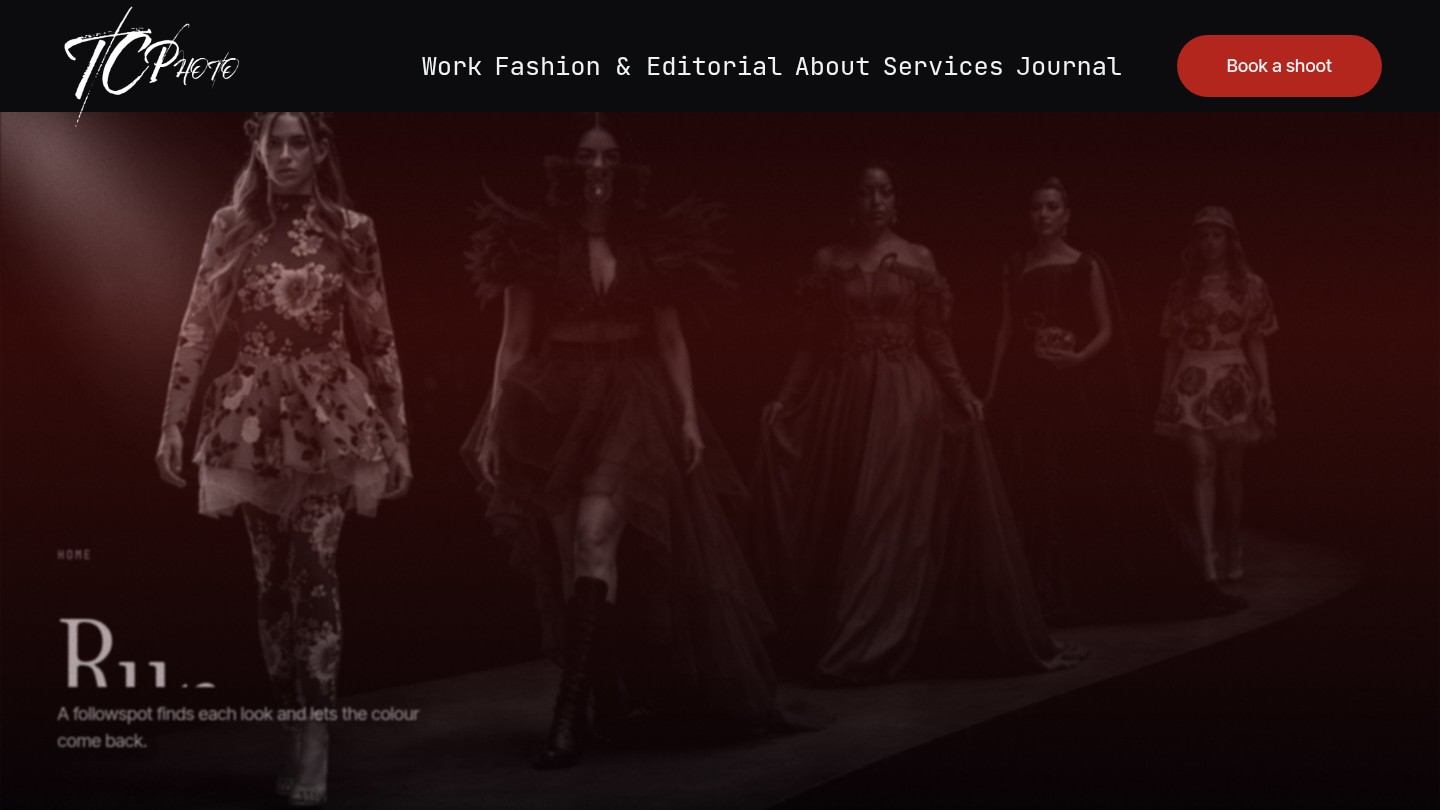 TCPHOTO
Work Fashion & Editorial About Services Journal
Book a shoot
HOME
A followspot finds each look and lets the colour
come back.